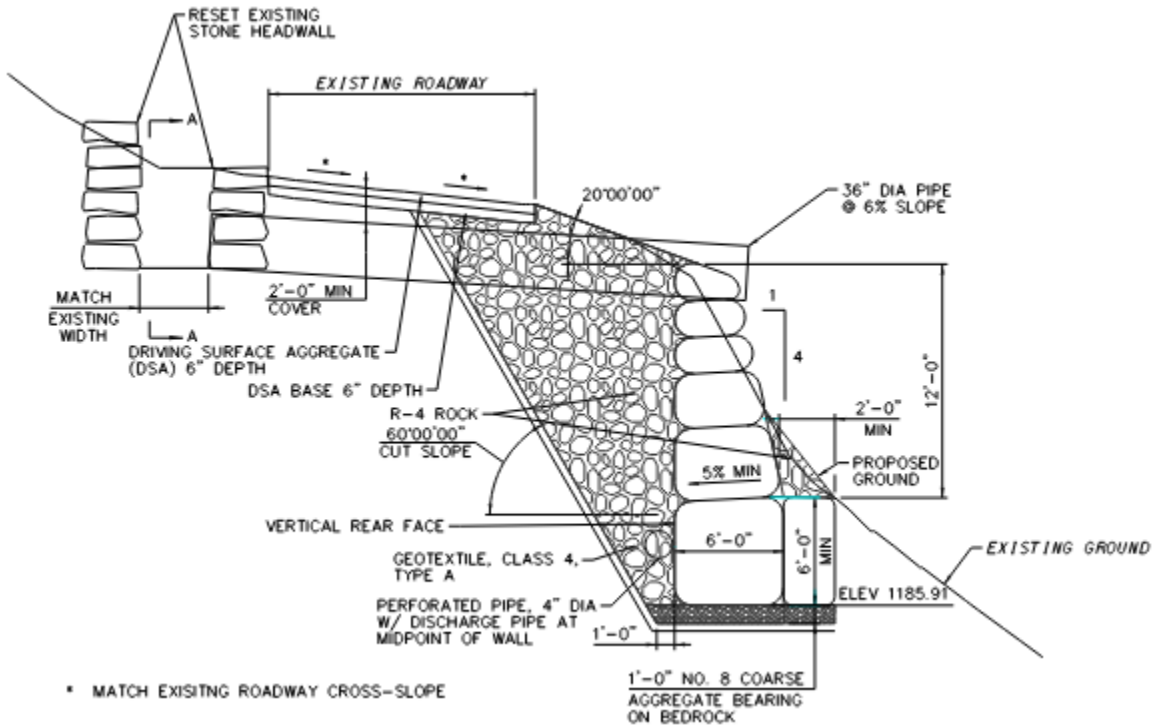 RESET EXISTING
STONE HEADWALL
EXISTING ROADWAY
A
*
*
20°00'00"
36" DIA PIPE
@ 6% SLOPE
MATCH
EXISTING
WIDTH
2'-0" MIN
COVER
1
4
A
DRIVING SURFACE AGGREGATE
(DSA) 6" DEPTH
DSA BASE 6" DEPTH
12'-0"
R-4 ROCK
2'-0"
MIN
60°00'00"
CUT SLOPE
5% MIN
PROPOSED
GROUND
VERTICAL REAR FACE
6'-0"
6'-0"
MIN
EXISTING GROUND
GEOTEXTILE, CLASS 4,
TYPE A
ELEV 1185.91
PERFORATED PIPE, 4" DIA
W/ DISCHARGE PIPE AT
MIDPOINT OF WALL
1'-0"
1'-0" NO. 8 COARSE
AGGREGATE BEARING
ON BEDROCK
* MATCH EXISITNG ROADWAY CROSS-SLOPE